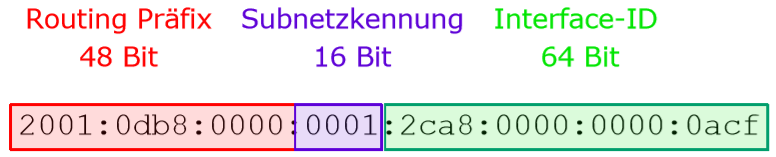 Routing Präfix Subnetzkennung Interface-ID
48 Bit 16 Bit 64 Bit
2001:0db8:0000:0001:2ca8:0000:0000:0acf